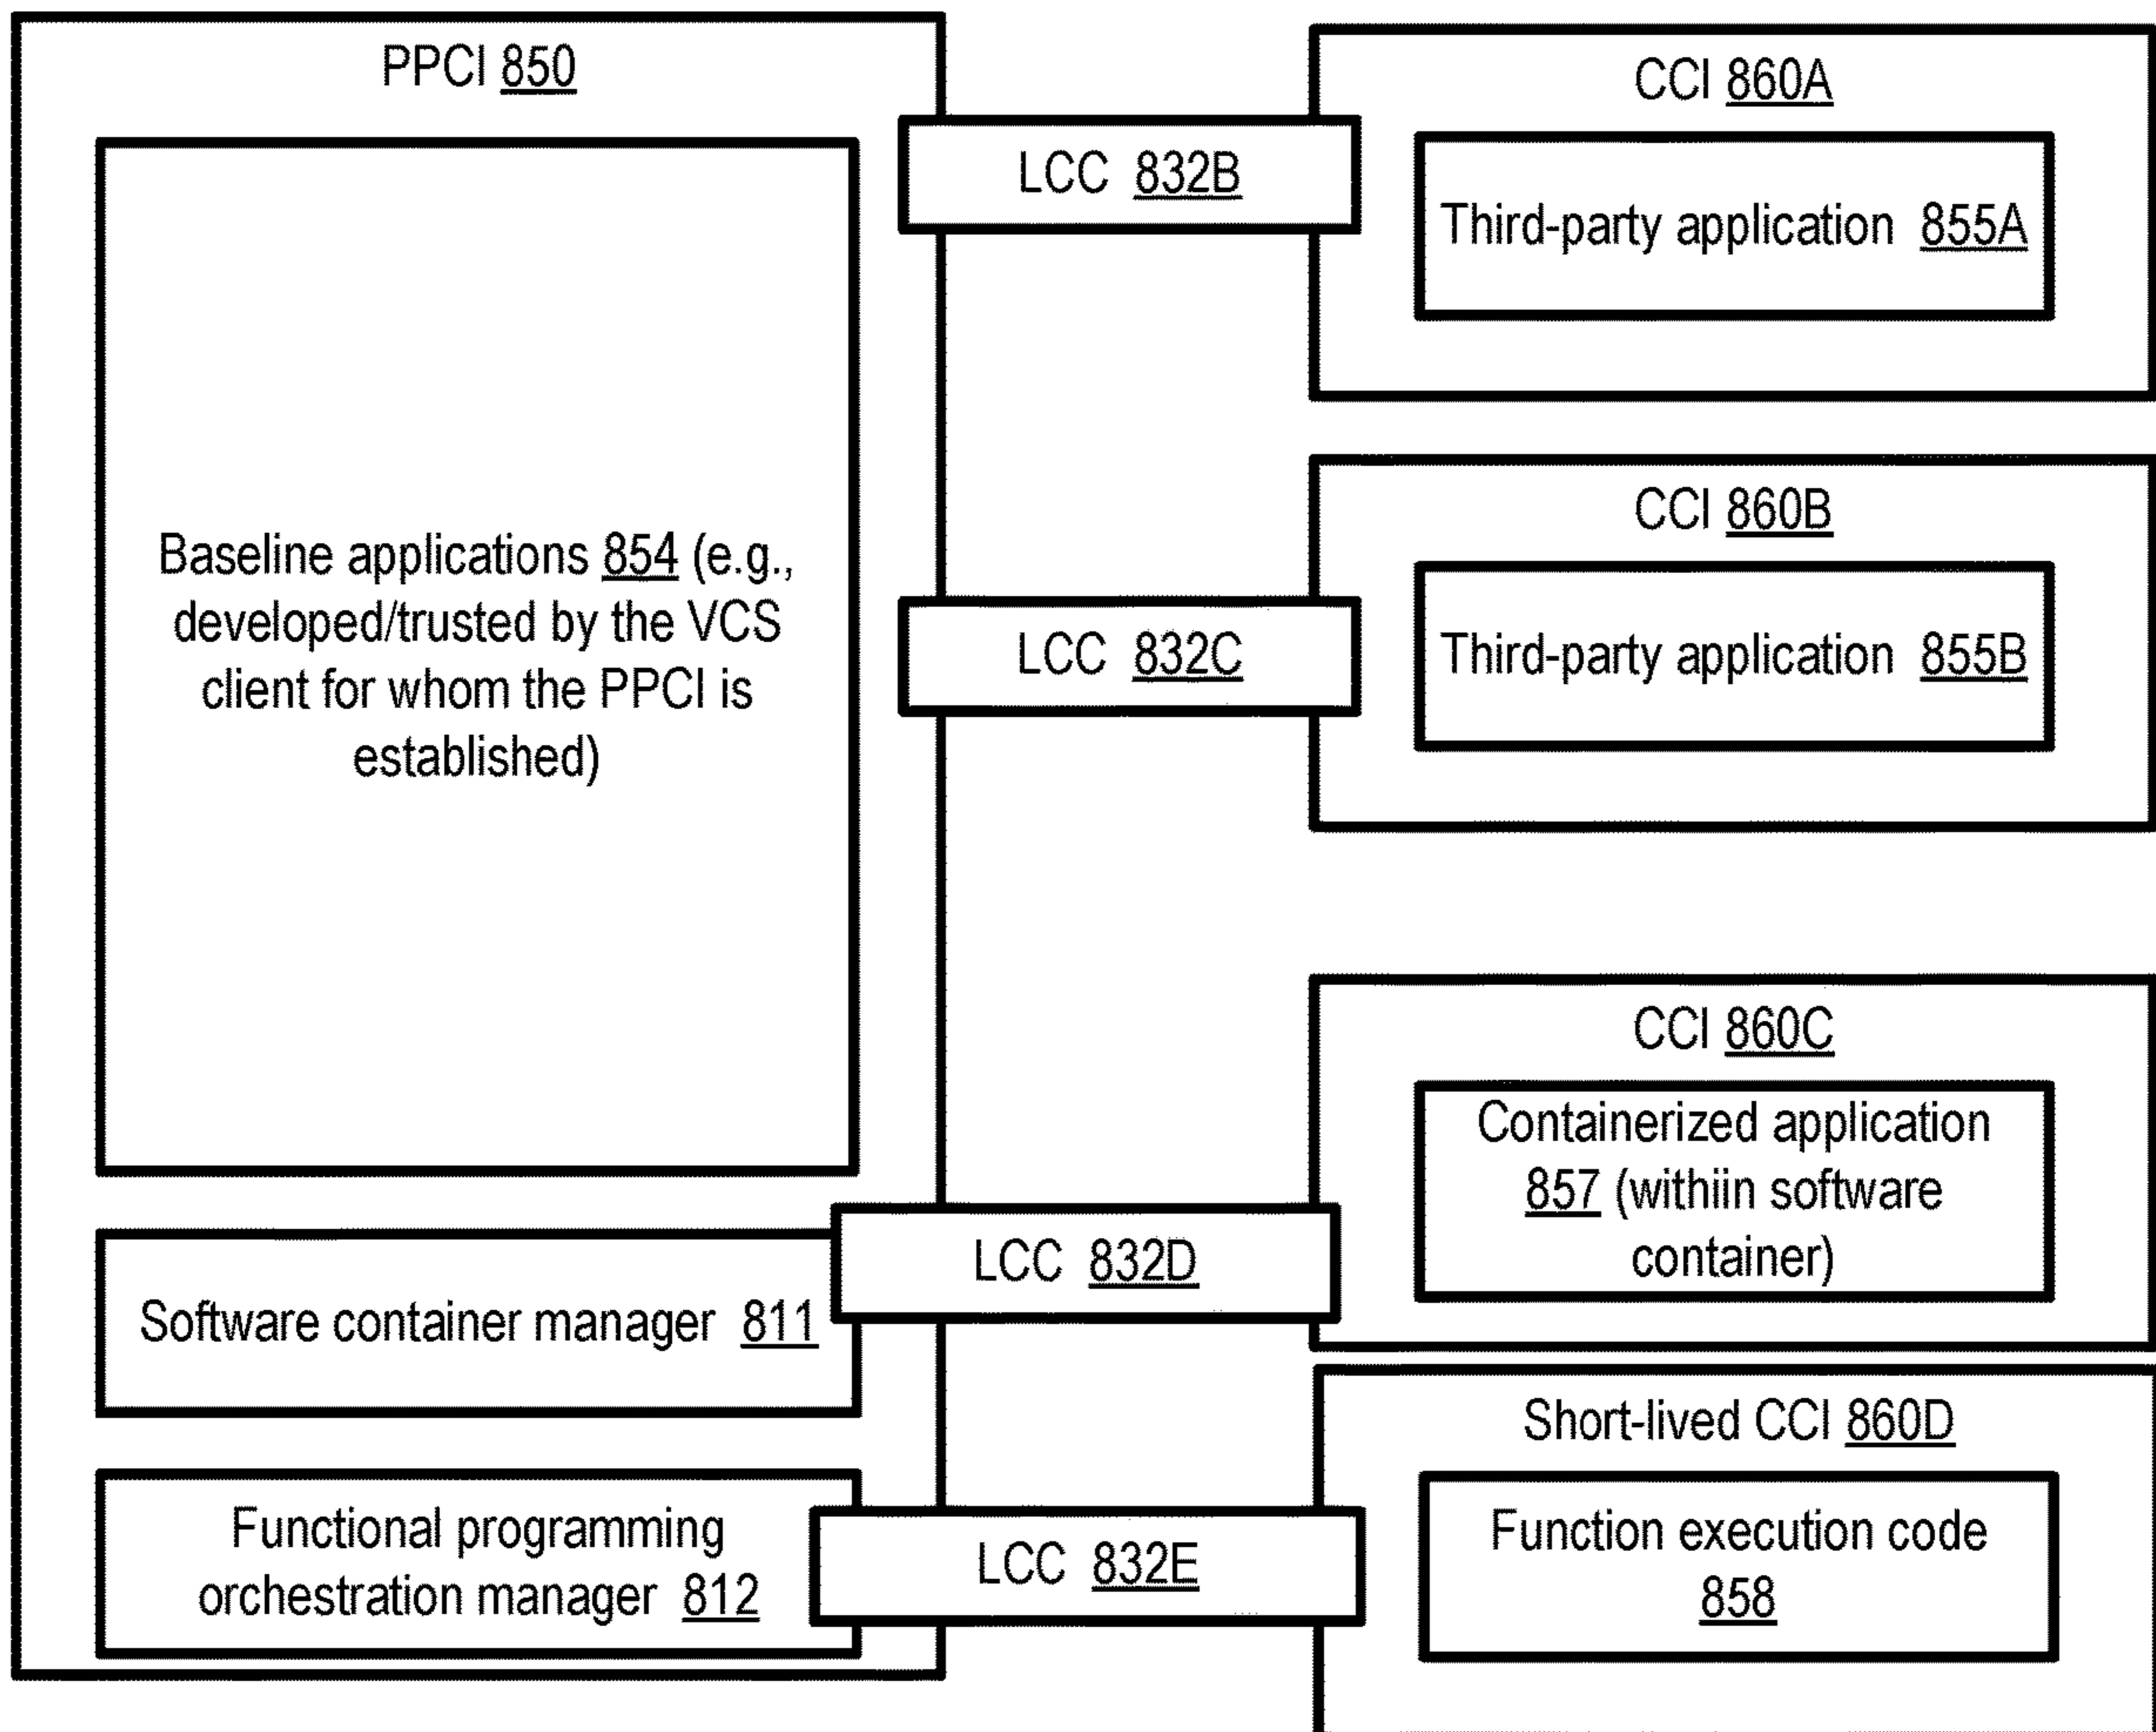 PPCI 850
Baseline applications 854 (e.g.,
developed/trusted by the VCS
client for whom the PPCI is
established)
Software container manager 811
Functional programming
orchestration manager 812
LCC 832B
LCC 832C
LCC 832D
LCC 832E
CCI 860A
Third-party application 855A
CCI 860B
Third-party application 855B
CCI 860C
Containerized application
857 (withiin software
container)
Short-lived CCI 860D
Function execution code
858